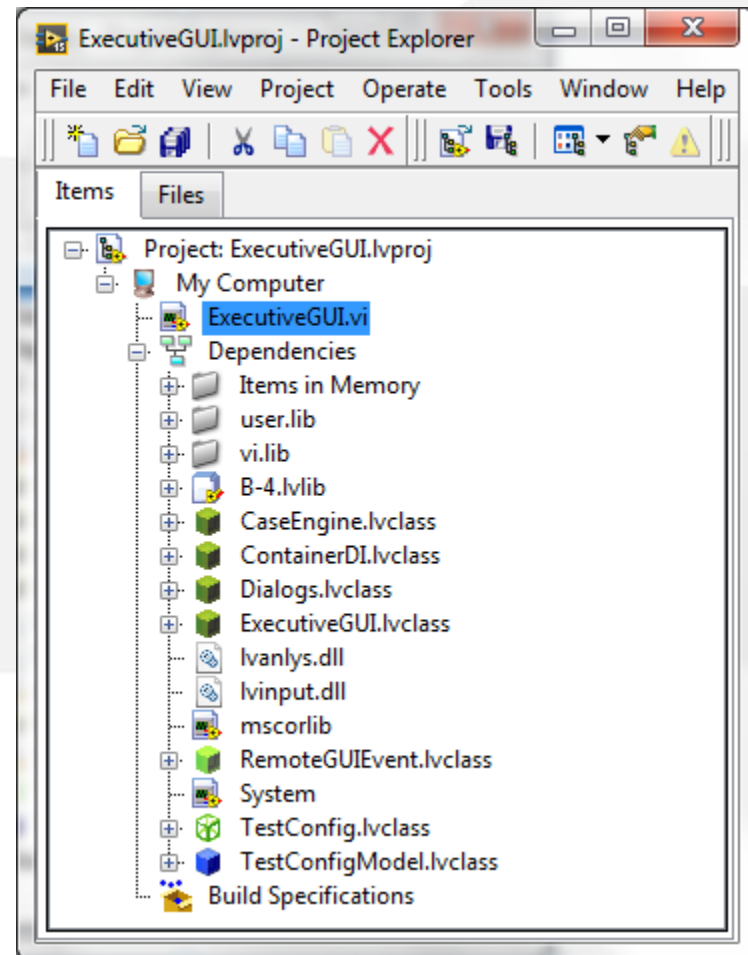 ExecutiveGUI.lvproj - Project Explorer
File Edit View Project Operate Tools Window Help
Items Files
Project: ExecutiveGUI.lvproj
My Computer
ExecutiveGUI.vi
Dependencies
Items in Memory
user.lib
vi.lib
B-4.lvlib
CaseEngine.lvclass
ContainerDI.lvclass
Dialogs.lvclass
ExecutiveGUI.lvclass
lvanlys.dll
lvinput.dll
mscorlib
RemoteGUIEvent.lvclass
System
TestConfig.lvclass
TestConfigModel.lvclass
Build Specifications